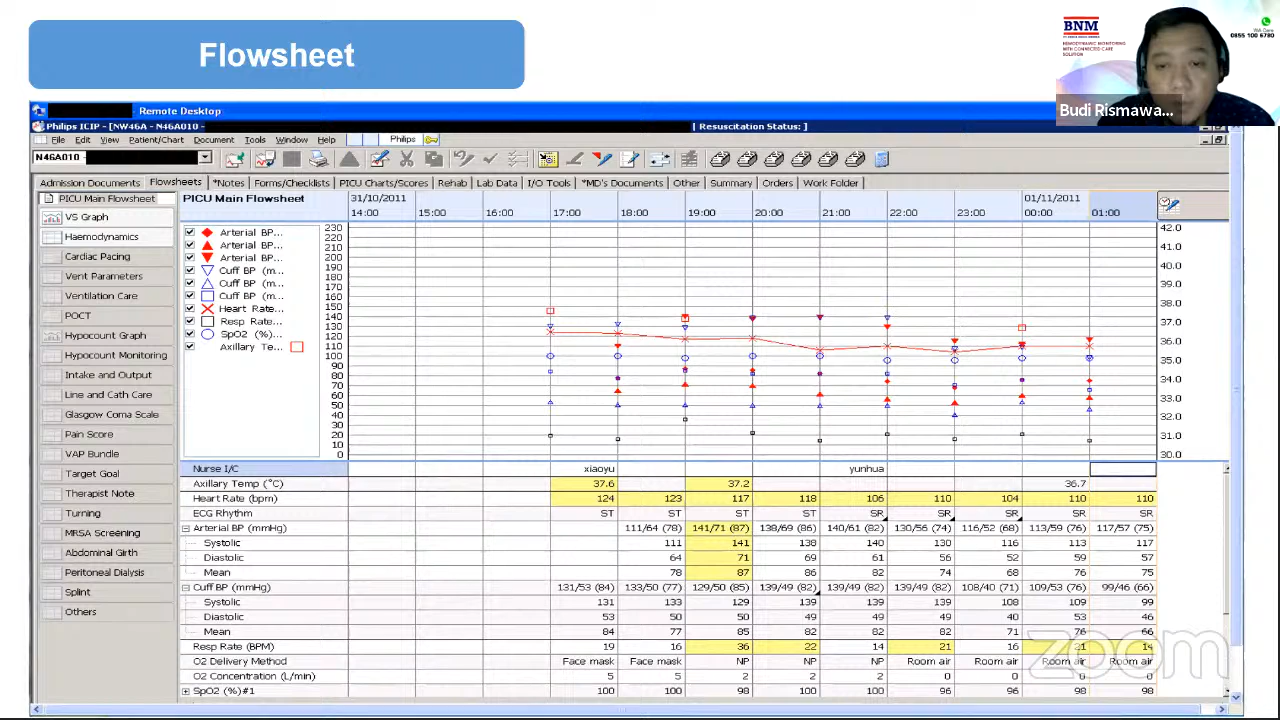 Flowsheet
BNM
HEMODYNAMIC MONITORING
WITH CONNECTED CARE
SOLUTION
WA Care
0855 100 6780
Budi Rismawa...
Remote Desktop
Philips ICIP - [NW46A - N46A010 - [ Resuscitation Status: ]
File Edit View Patient/Chart Tools Document Window Help Philips
N46A010 -
Admission Documents Flowsheets *Notes Forms/Checklists PICU Charts/Scores Rehab Lab Data I/O Tools *MD's Documents Other Summary Orders Work Folder
PICU Main Flowsheet
VS Graph
Haemodynamics
Cardiac Pacing
Vent Parameters
Ventilation Care
POCT
Hypocount Graph
Hypocount Monitoring
Intake and Output
Line and Cath Care
Glasgow Coma Scale
Pain Score
VAP Bundle
Target Goal
Therapist Note
Turning
MRSA Screening
Abdominal Girth
Peritoneal Dialysis
Splint
Others
PICU Main Flowsheet 31/10/2011 01/11/2011
14:00 15:00 16:00 17:00 18:00 19:00 20:00 21:00 22:00 23:00 00:00 01:00
Arterial BP...
Arterial BP...
Arterial BP...
Cuff BP (m...
Cuff BP (m...
Cuff BP (m...
Heart Rate...
Resp Rate...
SpO2 (%)...
Axillary Te...
230
220
210
200
190
180
170
160
150
140
130
120
110
100
90
80
70
60
50
40
30
20
10
0
42.0
41.0
40.0
39.0
38.0
37.0
36.0
35.0
34.0
33.0
32.0
31.0
30.0
Nurse I/C xiaoyu yunhua
Axillary Temp (°C) 37.6 37.2 36.7
Heart Rate (bpm) 124 123 117 118 106 110 104 110 110
ECG Rhythm ST ST ST ST SR SR SR SR SR
Arterial BP (mmHg) 111/64 (78) 141/71 (87) 138/69 (86) 140/61 (82) 130/56 (74) 116/52 (68) 113/59 (76) 117/57 (75)
Systolic 111 141 138 140 130 116 113 117
Diastolic 64 71 69 61 56 52 59 57
Mean 78 87 86 82 74 68 76 75
Cuff BP (mmHg) 131/53 (84) 133/50 (77) 129/50 (85) 139/49 (82) 139/49 (82) 139/49 (82) 108/40 (71) 109/53 (76) 99/46 (66)
Systolic 131 133 129 139 139 139 108 109 99
Diastolic 53 50 50 49 49 49 40 53 46
Mean 84 77 85 82 82 82 71 76 66
Resp Rate (BPM) 19 16 36 22 14 21 16 21 14
O2 Delivery Method Face mask Face mask NP NP NP Room air Room air Room air Room air
O2 Concentration (L/min) 5 5 2 2 2 0 0 0 0
SpO2 (%)#1 100 100 98 100 100 96 96 98 98
zoom